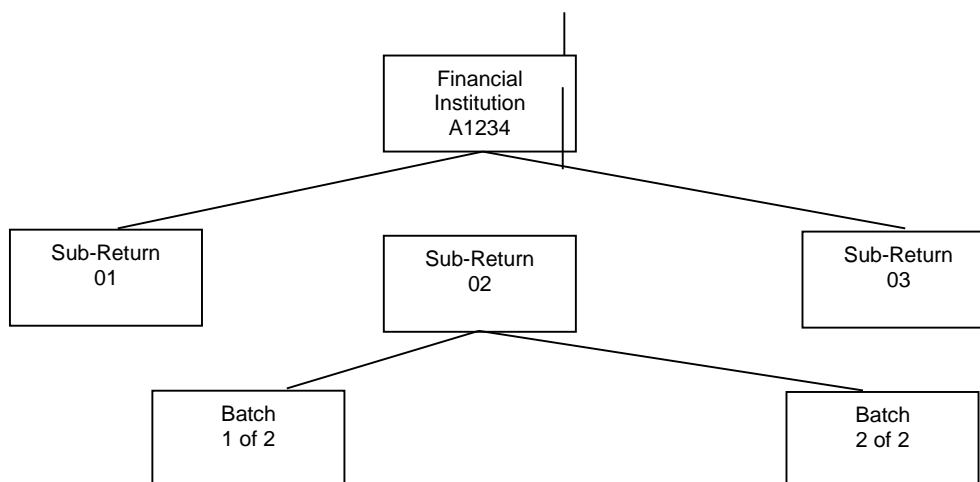 Financial
Institution
A1234
Sub-Return
01
Sub-Return
02
Sub-Return
03
Batch
1 of 2
Batch
2 of 2